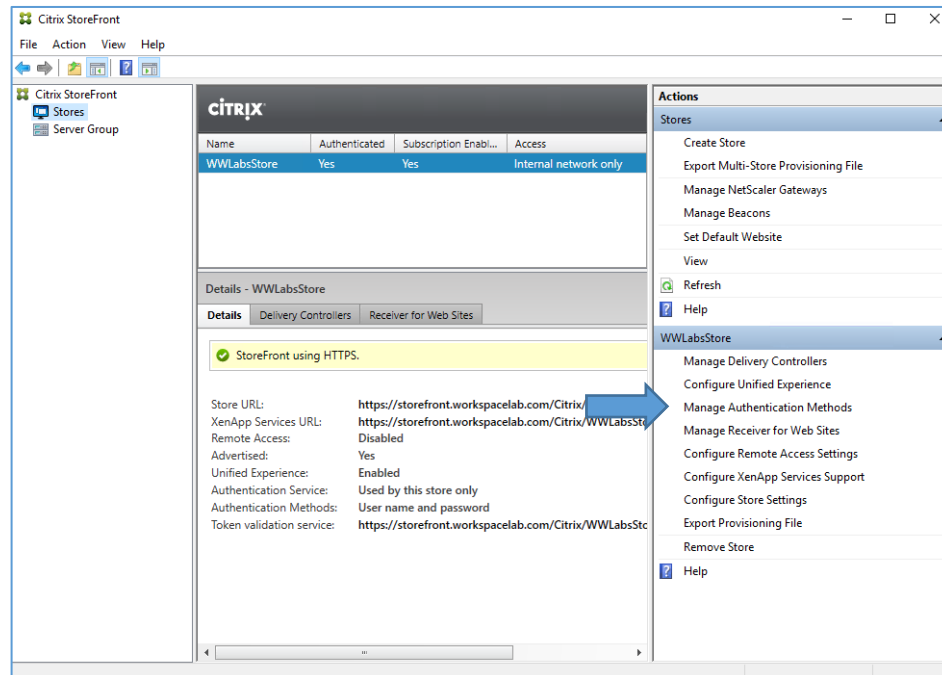 Citrix StoreFront
File Action View Help
Citrix StoreFront
Stores
Server Group
CİTRIX
Name Authenticated Subscription Enabl... Access
WWLabsStore Yes Yes Internal network only
Details - WWLabsStore
Details Delivery Controllers Receiver for Web Sites
StoreFront using HTTPS.
Store URL: https://storefront.workspacelab.com/Citrix/
XenApp Services URL: https://storefront.workspacelab.com/Citrix/WWLabsSto
Remote Access: Disabled
Advertised: Yes
Unified Experience: Enabled
Authentication Service: Used by this store only
Authentication Methods: User name and password
Token validation service: https://storefront.workspacelab.com/Citrix/WWLabsStc
Actions
Stores
Create Store
Export Multi-Store Provisioning File
Manage NetScaler Gateways
Manage Beacons
Set Default Website
View
Refresh
Help
WWLabsStore
Manage Delivery Controllers
Configure Unified Experience
Manage Authentication Methods
Manage Receiver for Web Sites
Configure Remote Access Settings
Configure XenApp Services Support
Configure Store Settings
Export Provisioning File
Remove Store
Help